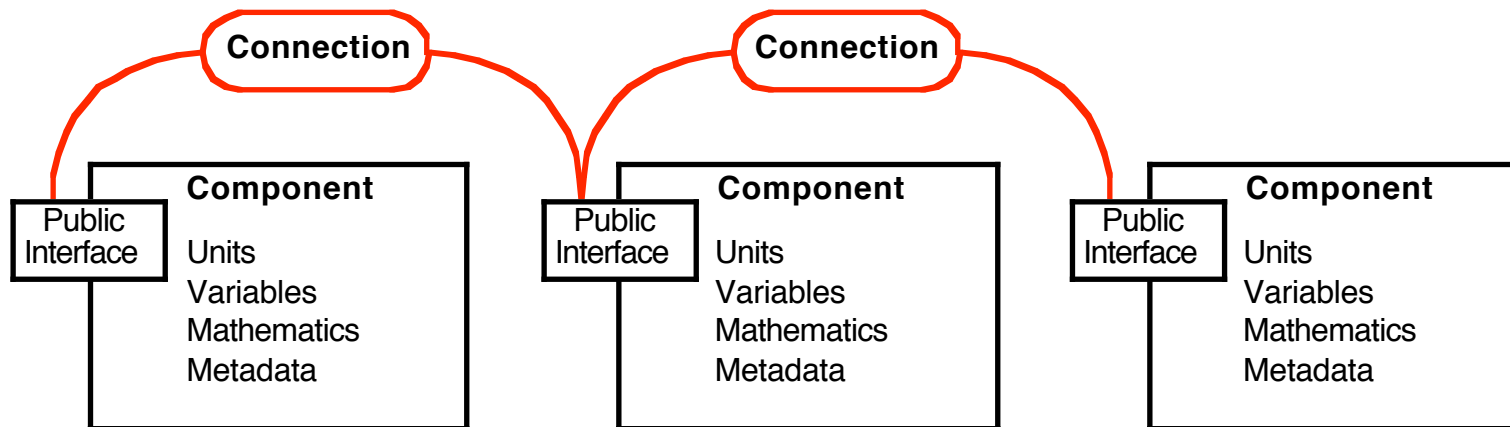 Connection
Connection
Component
Public
Interface
Units
Variables
Mathematics
Metadata
Component
Public
Interface
Units
Variables
Mathematics
Metadata
Component
Public
Interface
Units
Variables
Mathematics
Metadata